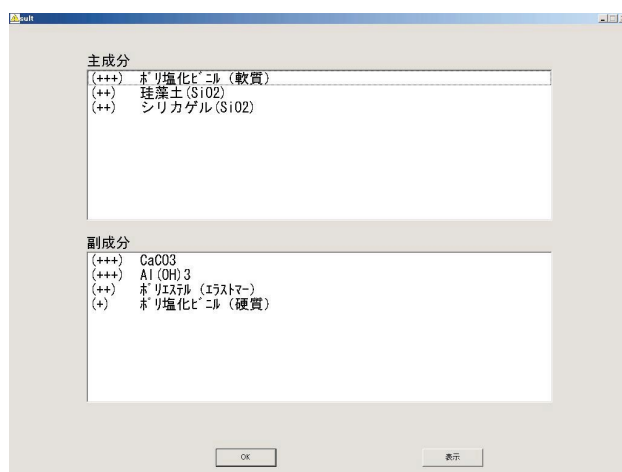 sult
主成分
(+++) ﾎﾟﾘ塩化ﾋﾞﾆﾙ (軟質)
(++) 珪藻土(SiO2)
(++) シリカゲル(SiO2)
副成分
(+++) CaCO3
(+++) Al(OH)3
(++) ﾎﾟﾘｴｽﾃﾙ (ｴﾗｽﾄﾏｰ)
(+) ﾎﾟﾘ塩化ﾋﾞﾆﾙ (硬質)
OK 表示